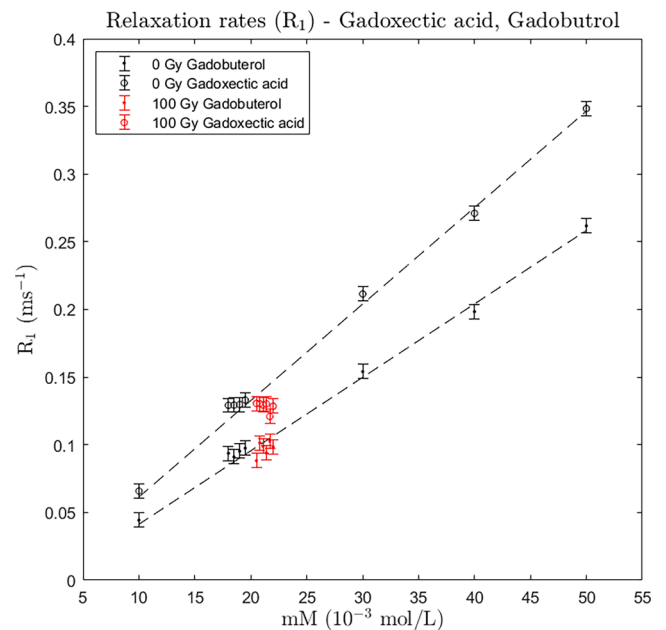 Relaxation rates (R₁) - Gadoxectic acid, Gadobutrol
0.4
0.35
0.3
0.25
0.2
0.15
0.1
0.05
0
R₁ (ms⁻¹)
0 Gy Gadobuterol
0 Gy Gadoxectic acid
100 Gy Gadobuterol
100 Gy Gadoxectic acid
5 10 15 20 25 30 35 40 45 50 55
mM (10⁻³ mol/L)